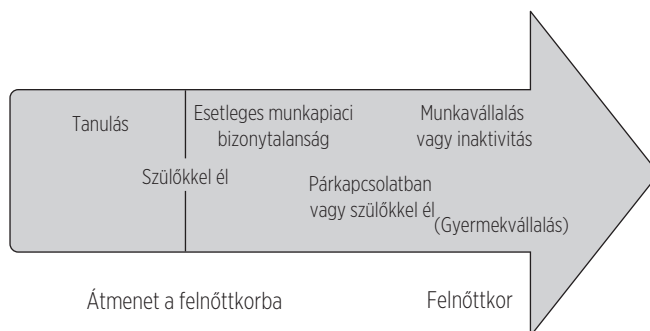 Tanulás
Esetleges munkapiaci
bizonytalanság
Munkavállalás
vagy inaktivitás
Szülőkkel él
Párkapcsolatban
vagy szülőkkel él
(Gyermekvállalás)
Átmenet a felnőttkorba
Felnőttkor